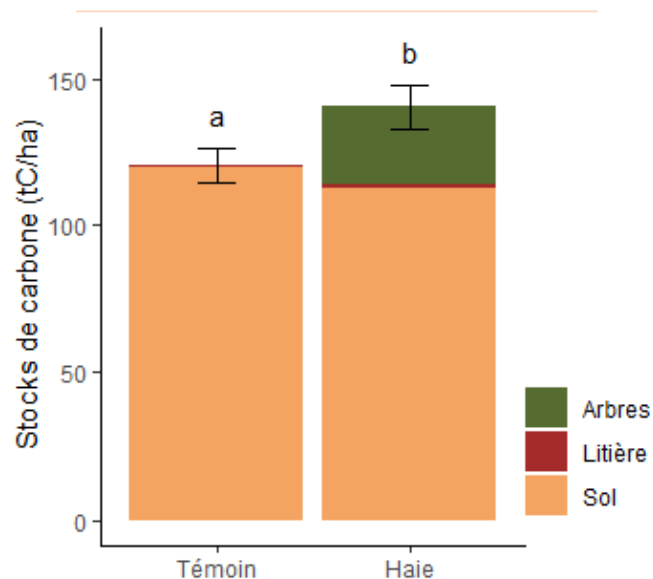 Stocks de carbone (tC/ha)
150
100
50
0
a
b
Témoin
Haie
Arbres
Litière
Sol